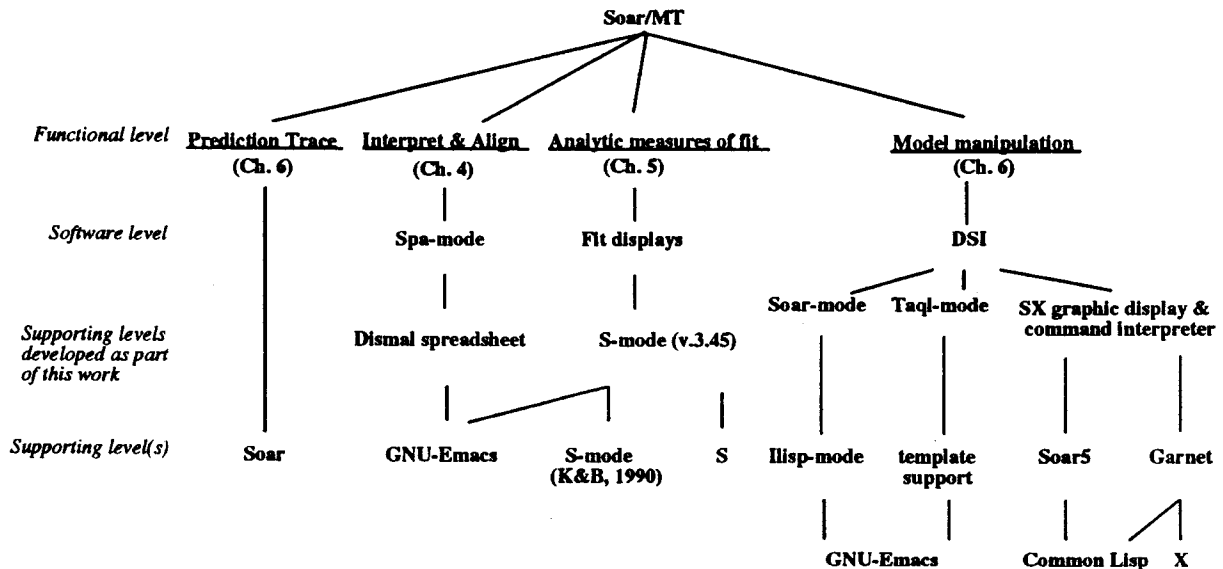 Soar/MT
Functional level
Prediction Trace
(Ch. 6)
Interpret & Align
(Ch. 4)
Analytic measures of fit
(Ch. 5)
Model manipulation
(Ch. 6)
Software level
Spa-mode
Fit displays
DSI
Soar-mode
Taql-mode
SX graphic display &
command interpreter
Supporting levels
developed as part
of this work
Dismal spreadsheet
S-mode (v.3.45)
Supporting level(s)
Soar
GNU-Emacs
S-mode
(K&B, 1990)
S
Ilisp-mode
template
support
Soar5
Garnet
GNU-Emacs
Common Lisp
X